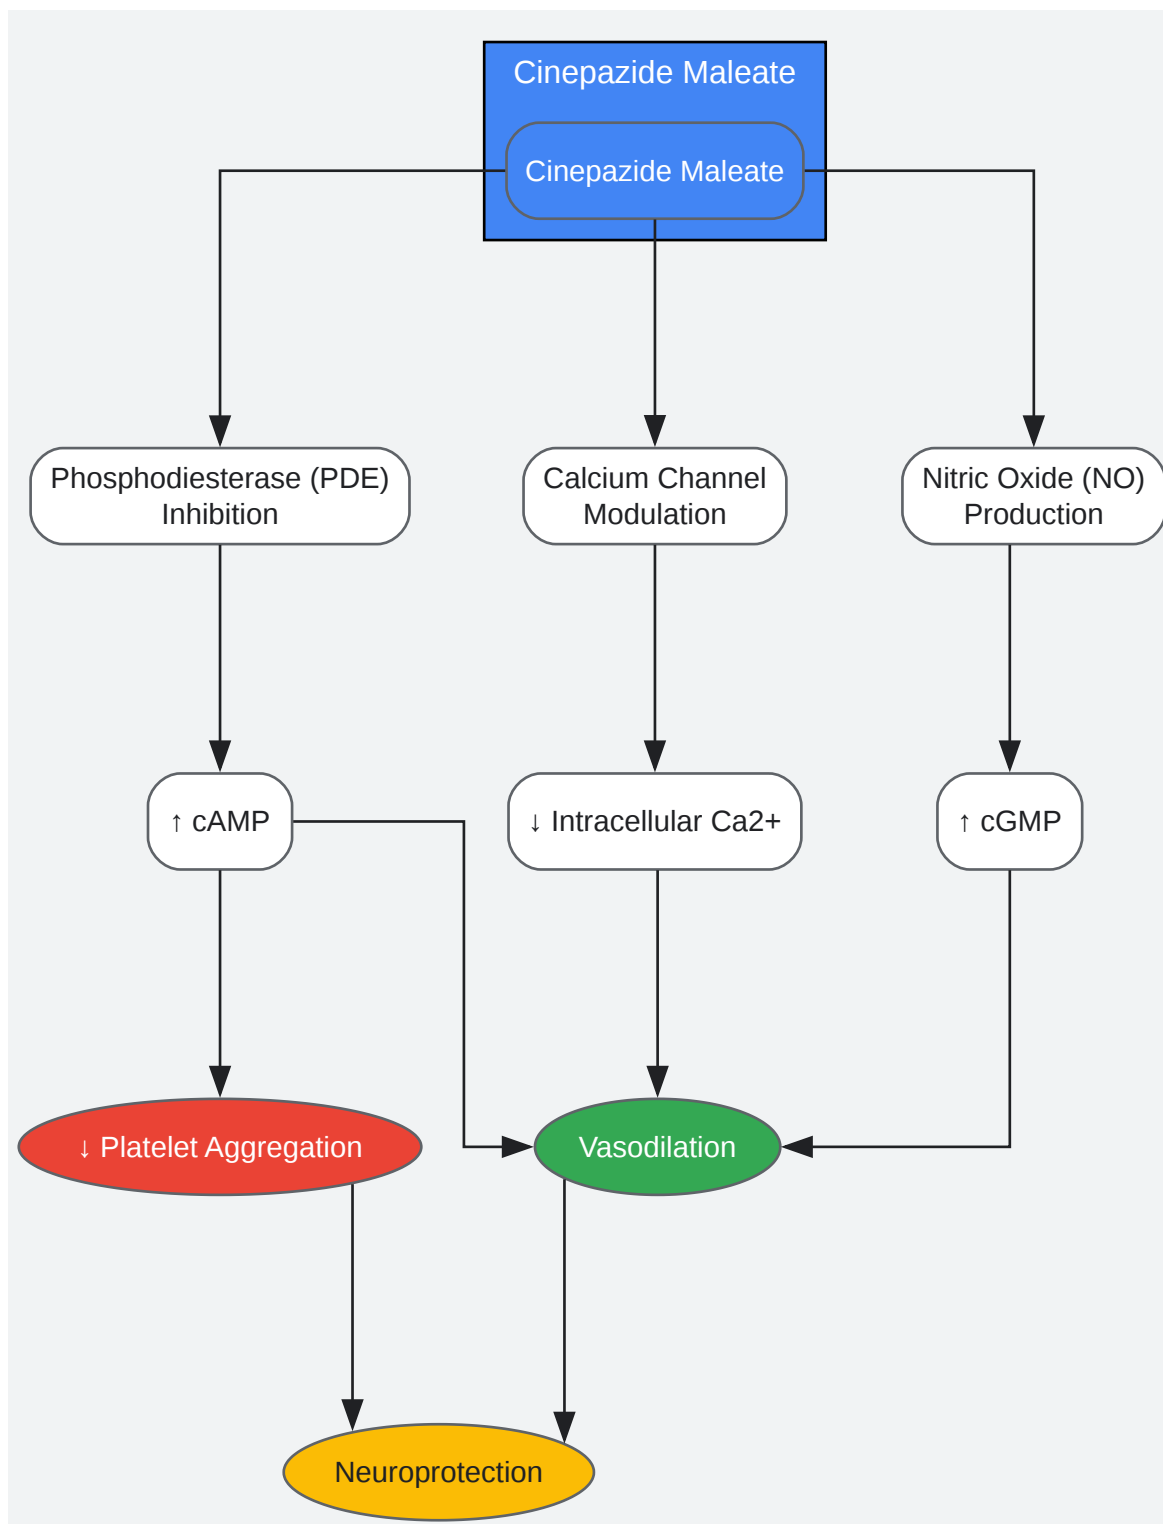 Cinepazide Maleate
Cinepazide Maleate
Phosphodiesterase (PDE)
Inhibition
Calcium Channel
Modulation
Nitric Oxide (NO)
Production
↑ cAMP
↓ Intracellular Ca2+
↑ cGMP
↓ Platelet Aggregation
Vasodilation
Neuroprotection